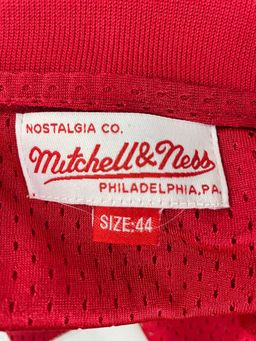 NOSTALGIA CO.
Mitchell & Ness
PHILADELPHIA, PA.
SIZE: 44